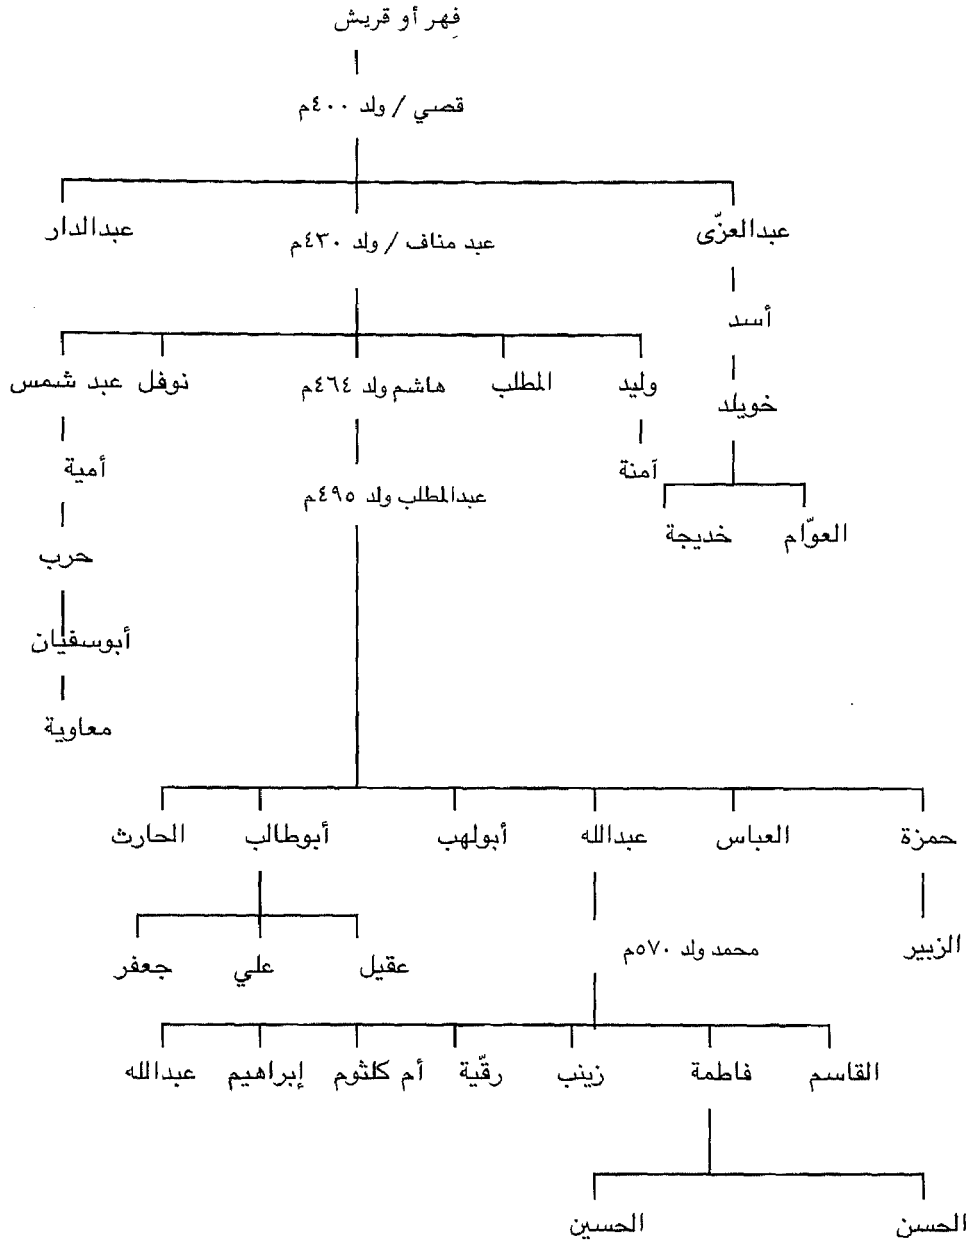 فِهر أو قريش
قصي / ولد ٤٠٠م
عبدالعزّى
عبد مناف / ولد ٤٣٠م
عبدالدار
أسد
وليد
المطلب
هاشم ولد ٤٦٤م
نوفل
عبد شمس
خويلد
آمنة
أمية
عبدالمطلب ولد ٤٩٥م
العوّام
خديجة
حرب
أبوسفيان
معاوية
حمزة
العباس
عبدالله
أبولهب
أبوطالب
الحارث
الزبير
محمد ولد ٥٧٠م
عقيل
علي
جعفر
القاسم
فاطمة
زينب
رقّية
أم كلثوم
إبراهيم
عبدالله
الحسن
الحسين